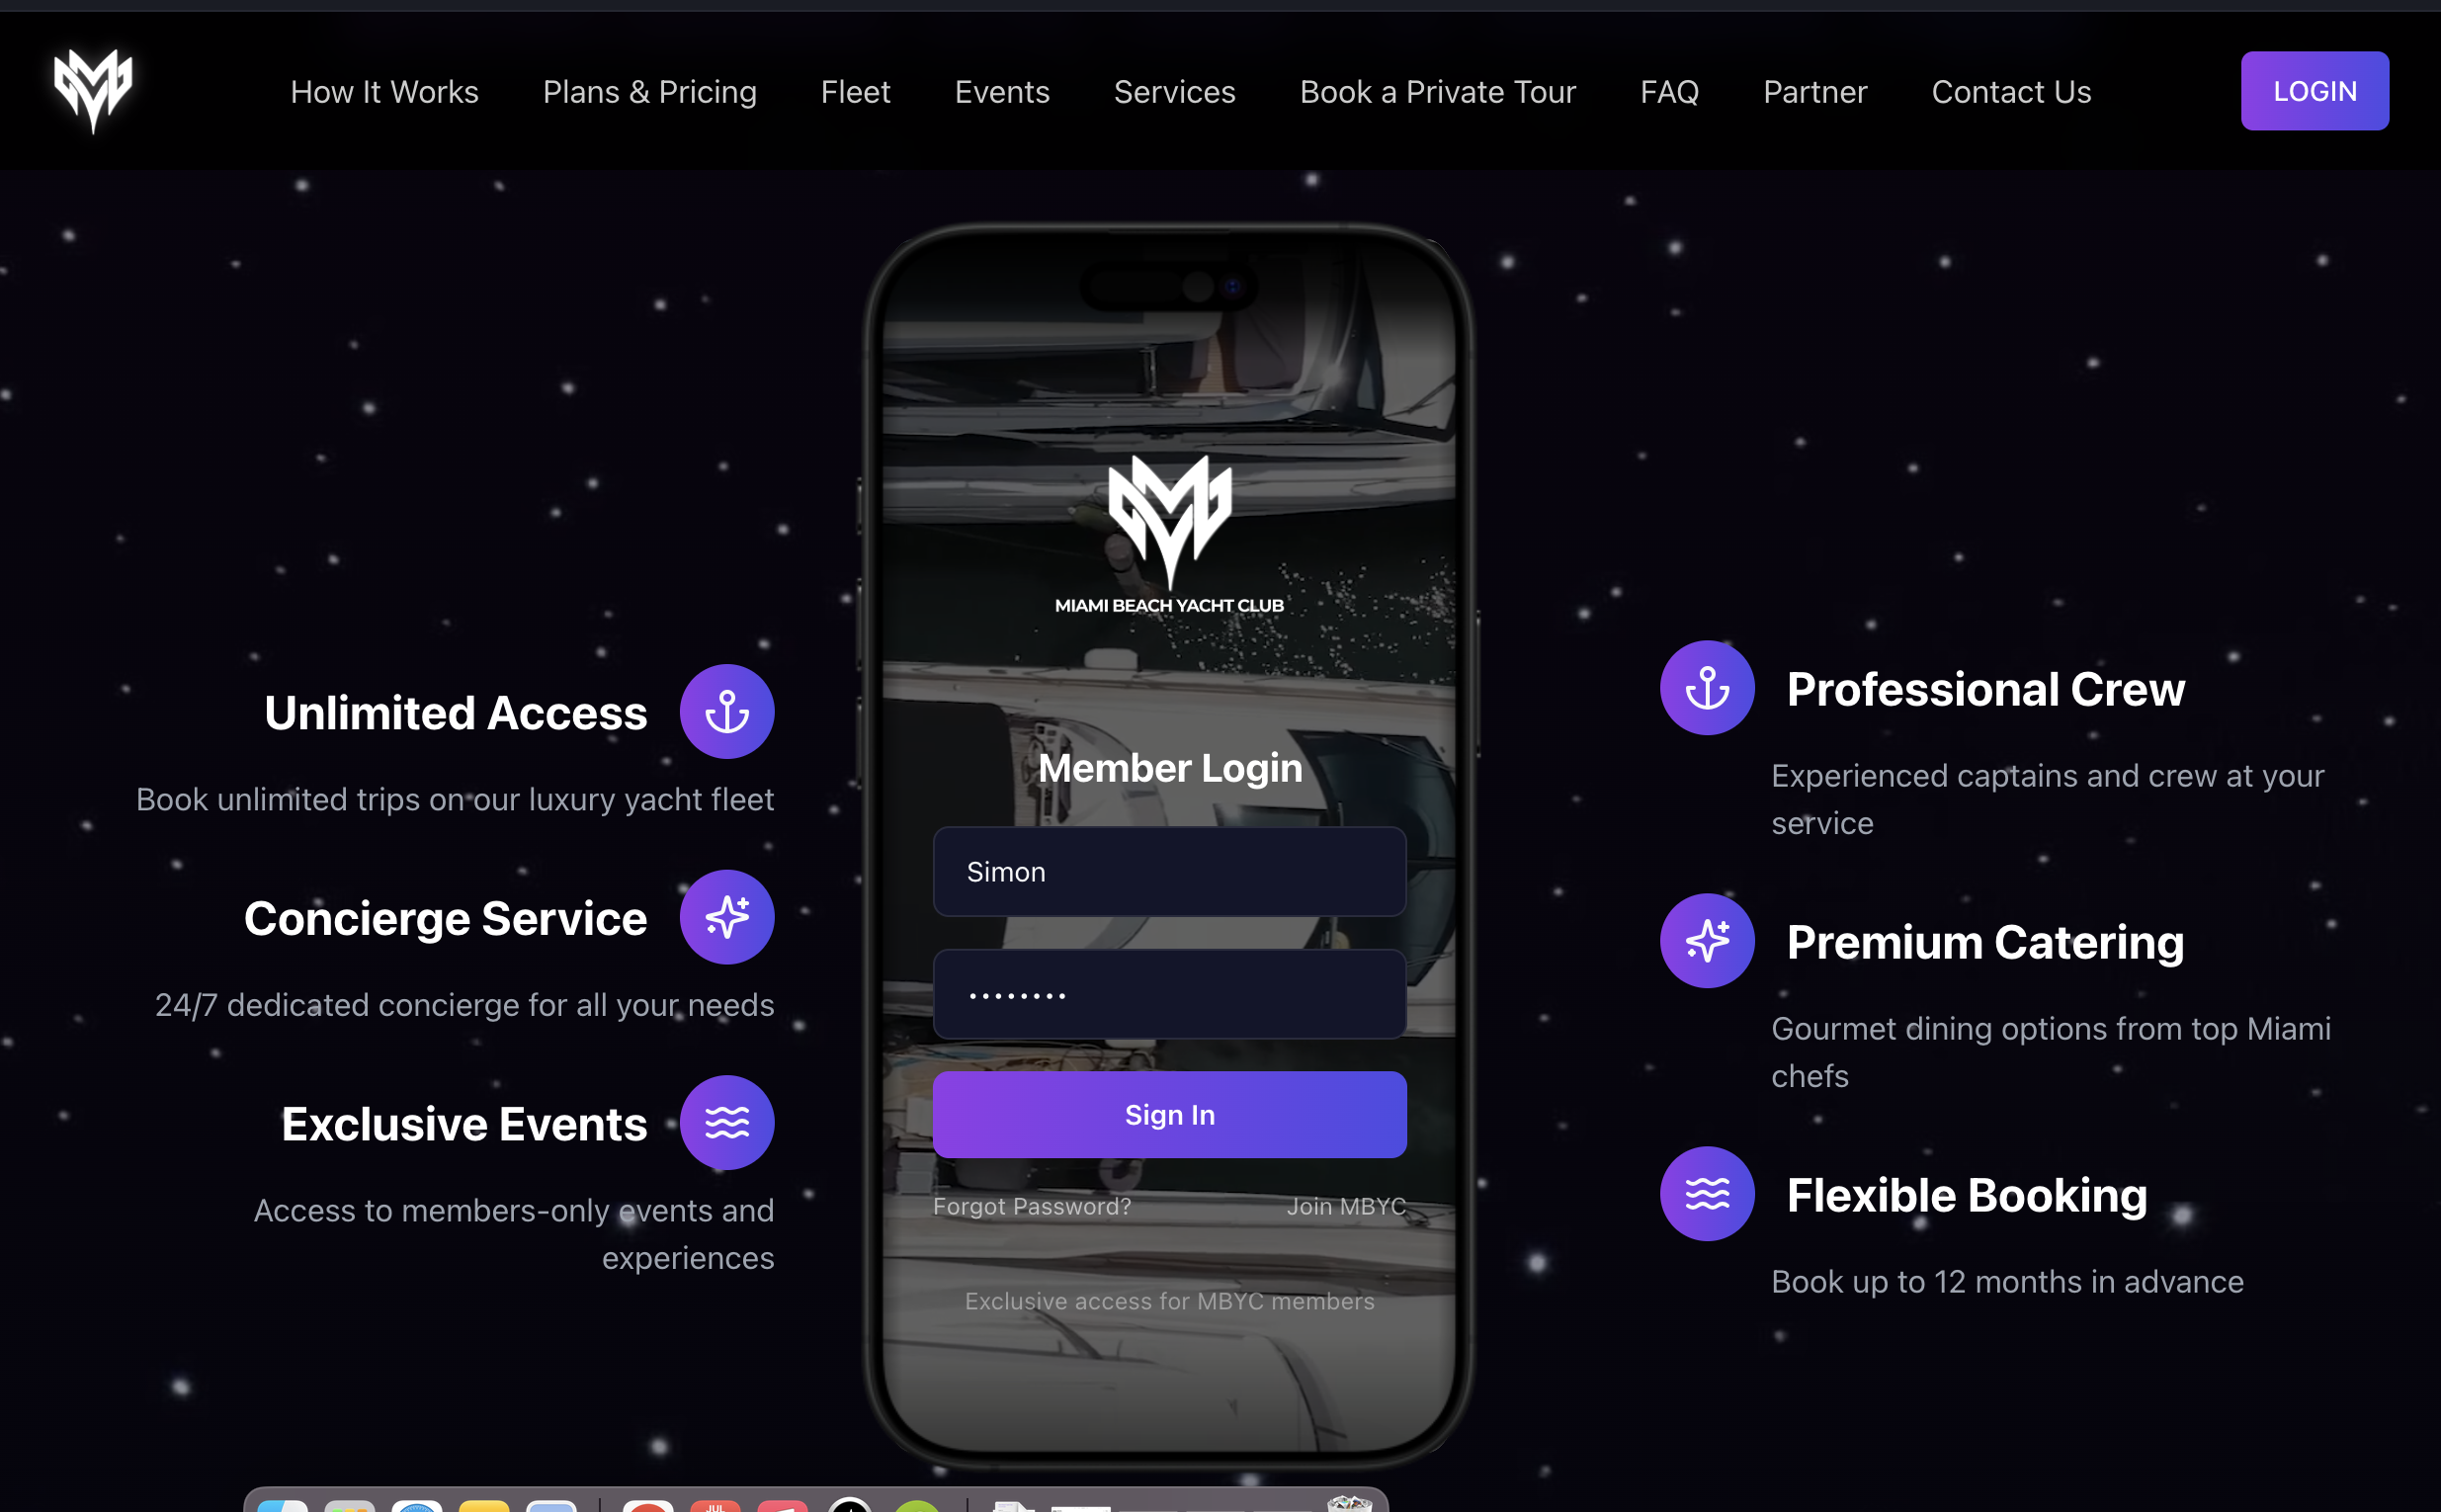 How It Works
Plans & Pricing
Fleet
Events
Services
Book a Private Tour
FAQ
Partner
Contact Us
LOGIN
Unlimited Access
Book unlimited trips on our luxury yacht fleet
Concierge Service
24/7 dedicated concierge for all your needs
Exclusive Events
Access to members-only events and
experiences
MIAMI BEACH YACHT CLUB
Member Login
Simon
••••••••
Sign In
Forgot Password?
Join MBYC
Exclusive access for MBYC members
Professional Crew
Experienced captains and crew at your
service
Premium Catering
Gourmet dining options from top Miami
chefs
Flexible Booking
Book up to 12 months in advance
JUL